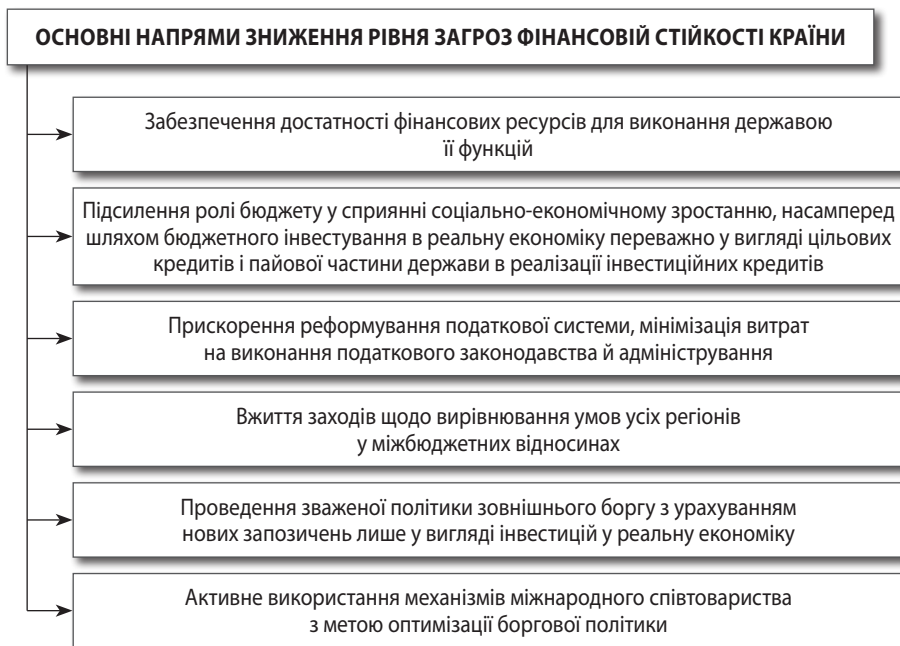 ОСНОВНІ НАПРЯМИ ЗНИЖЕННЯ РІВНЯ ЗАГРОЗ ФІНАНСОВІЙ СТІЙКОСТІ КРАЇНИ
Забезпечення достатності фінансових ресурсів для виконання державою
її функцій
Підсилення ролі бюджету у сприянні соціально-економічному зростанню, насамперед
шляхом бюджетного інвестування в реальну економіку переважно у вигляді цільових
кредитів і пайової частини держави в реалізації інвестиційних кредитів
Прискорення реформування податкової системи, мінімізація витрат
на виконання податкового законодавства й адміністрування
Вжиття заходів щодо вирівнювання умов усіх регіонів
у міжбюджетних відносинах
Проведення зваженої політики зовнішнього боргу з урахуванням
нових запозичень лише у вигляді інвестицій у реальну економіку
Активне використання механізмів міжнародного співтовариства
з метою оптимізації боргової політики